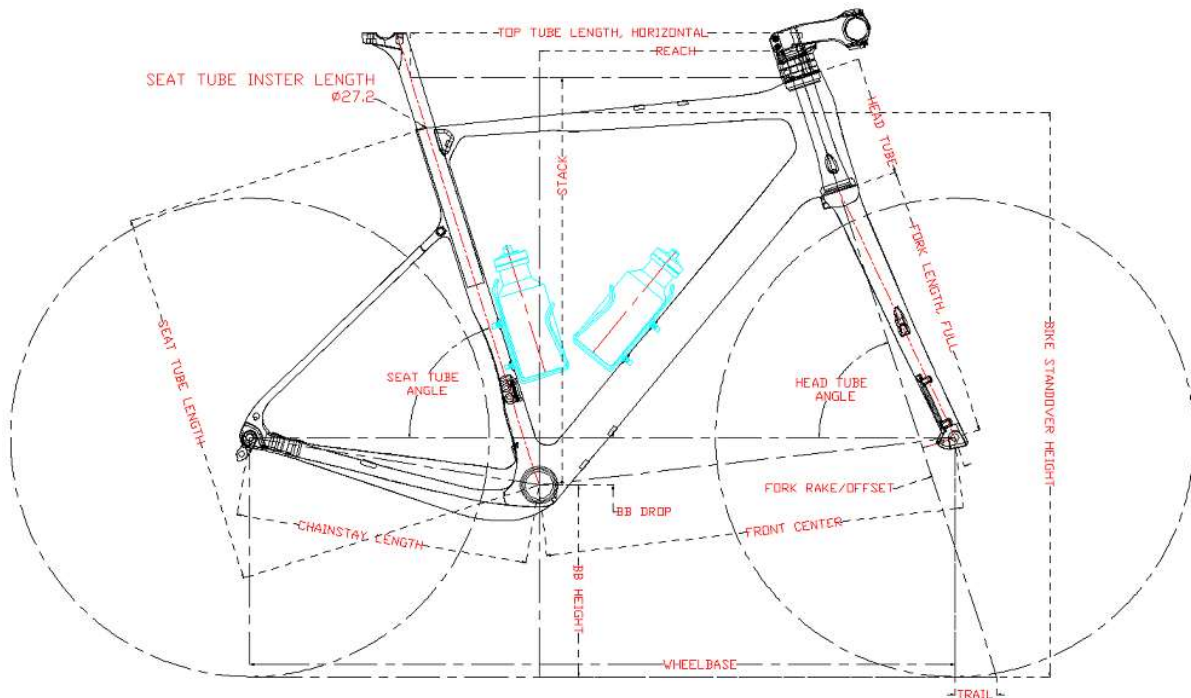 TOP TUBE LENGTH, HORIZONTAL
REACH
SEAT TUBE INSTER LENGTH
Ø27.2
HEAD TUBE
STACK
FORK LENGTH, FULL
SEAT TUBE LENGTH
BIKE STANDOVER HEIGHT
SEAT TUBE
ANGLE
HEAD TUBE
ANGLE
FORK RAKE/OFFSET
BB DROP
FRONT CENTER
CHAINSTAY LENGTH
BB HEIGHT
WHEELBASE
TRAIL